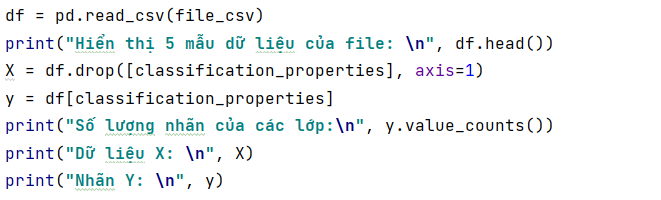 df = pd.read_csv(file_csv)
print("Hiển thị 5 mẫu dữ liệu của file: \n", df.head())
X = df.drop([classification_properties], axis=1)
y = df[classification_properties]
print("Số lượng nhãn của các lớp:\n", y.value_counts())
print("Dữ liệu X: \n", X)
print("Nhãn Y: \n", y)